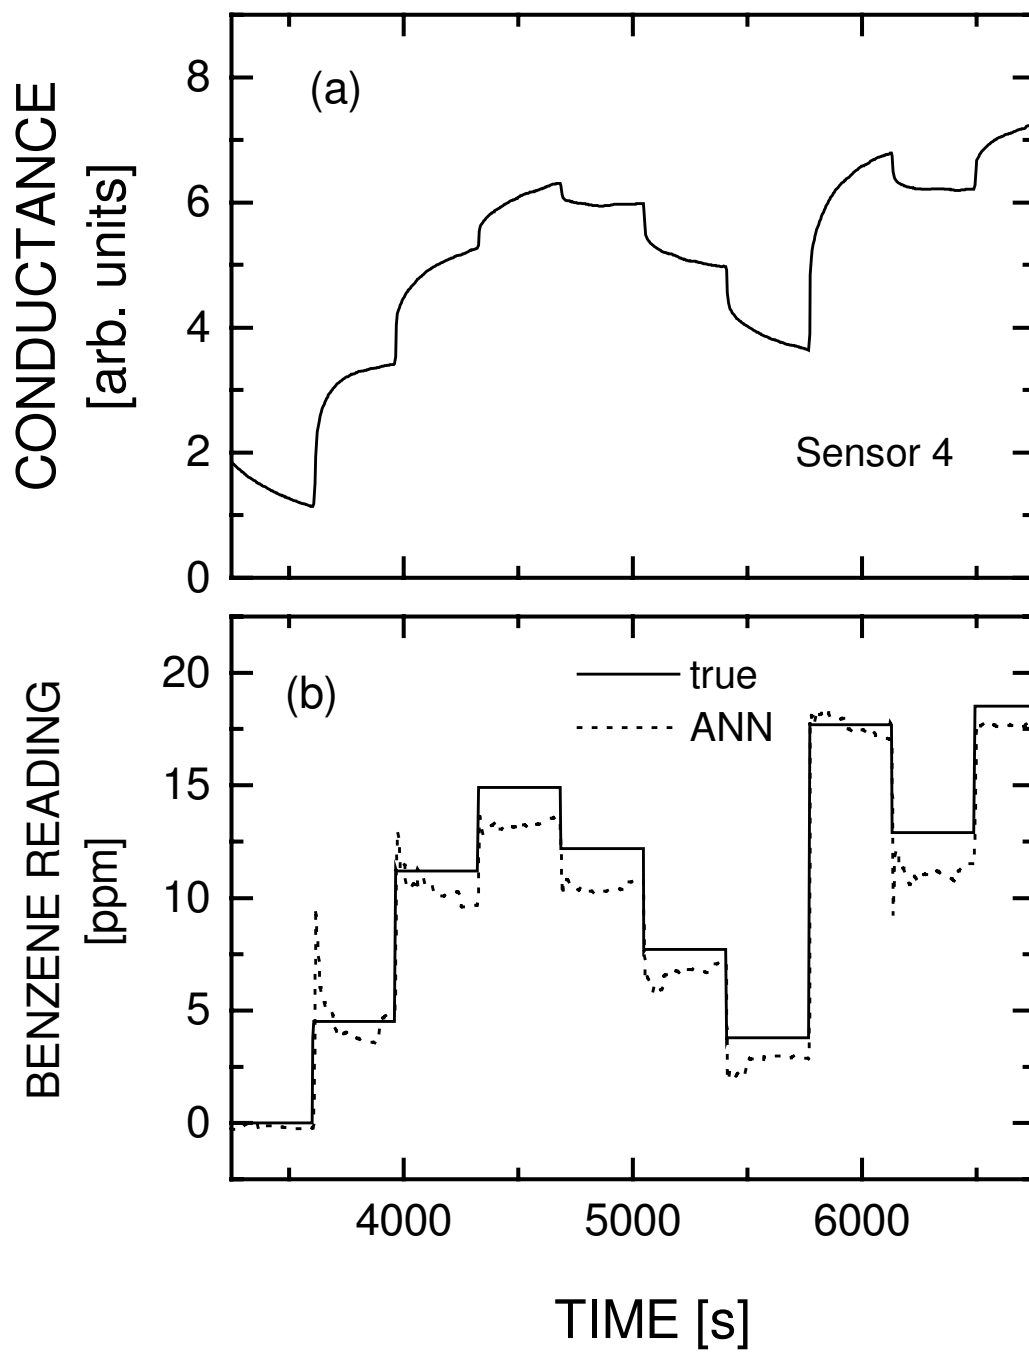 CONDUCTANCE
[arb. units]
(a)
8
6
4
2
0
Sensor 4
BENZENE READING
[ppm]
(b)
true
ANN
20
15
10
5
0
4000 5000 6000
TIME [s]